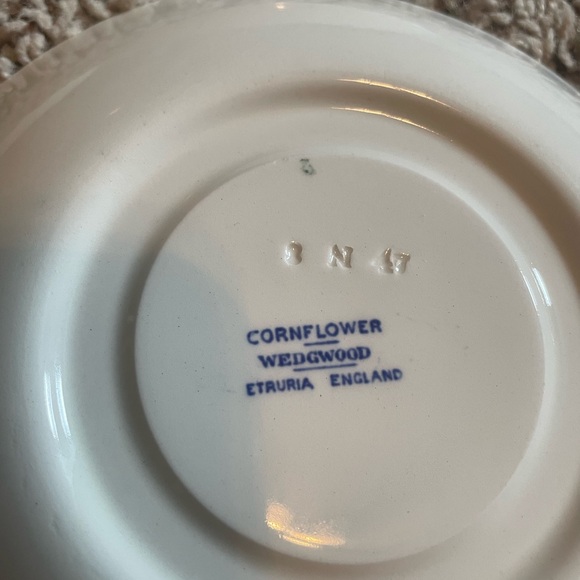 3 N 47
CORNFLOWER
WEDGWOOD
ETRURIA ENGLAND